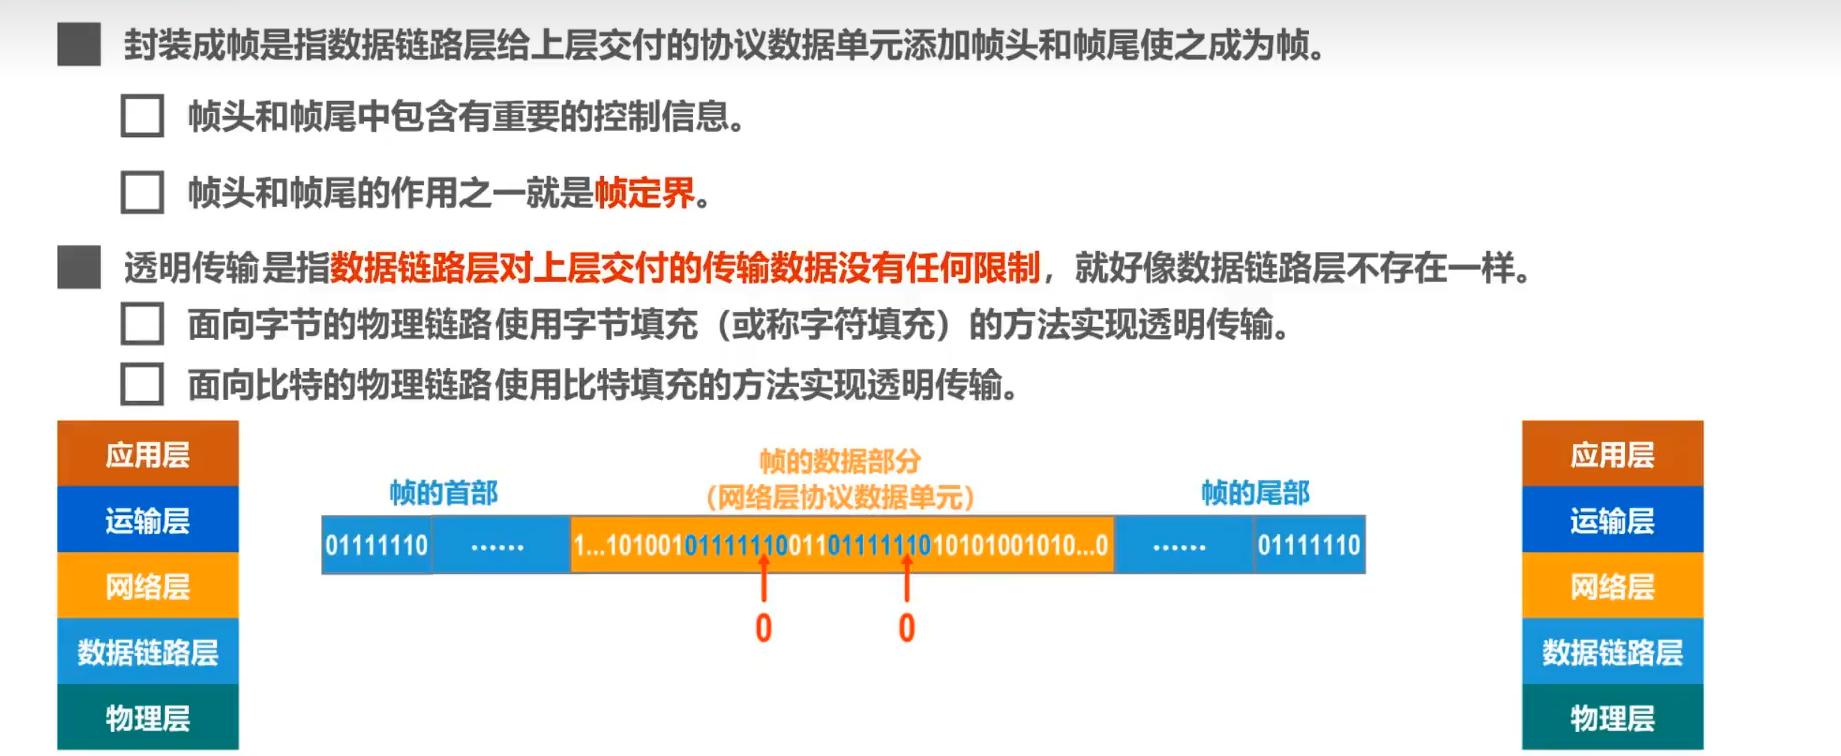 封装成帧是指数据链路层给上层交付的协议数据单元添加帧头和帧尾使之成为帧。
帧头和帧尾中包含有重要的控制信息。
帧头和帧尾的作用之一就是帧定界。
透明传输是指数据链路层对上层交付的传输数据没有任何限制，就好像数据链路层不存在一样。
面向字节的物理链路使用字节填充（或称字符填充）的方法实现透明传输。
面向比特的物理链路使用比特填充的方法实现透明传输。
应用层
运输层
网络层
数据链路层
物理层
帧的首部
帧的数据部分
（网络层协议数据单元）
帧的尾部
01111110 ······ 1...1010010111111000110111111010101001010...0 ······ 01111110
0 0
应用层
运输层
网络层
数据链路层
物理层